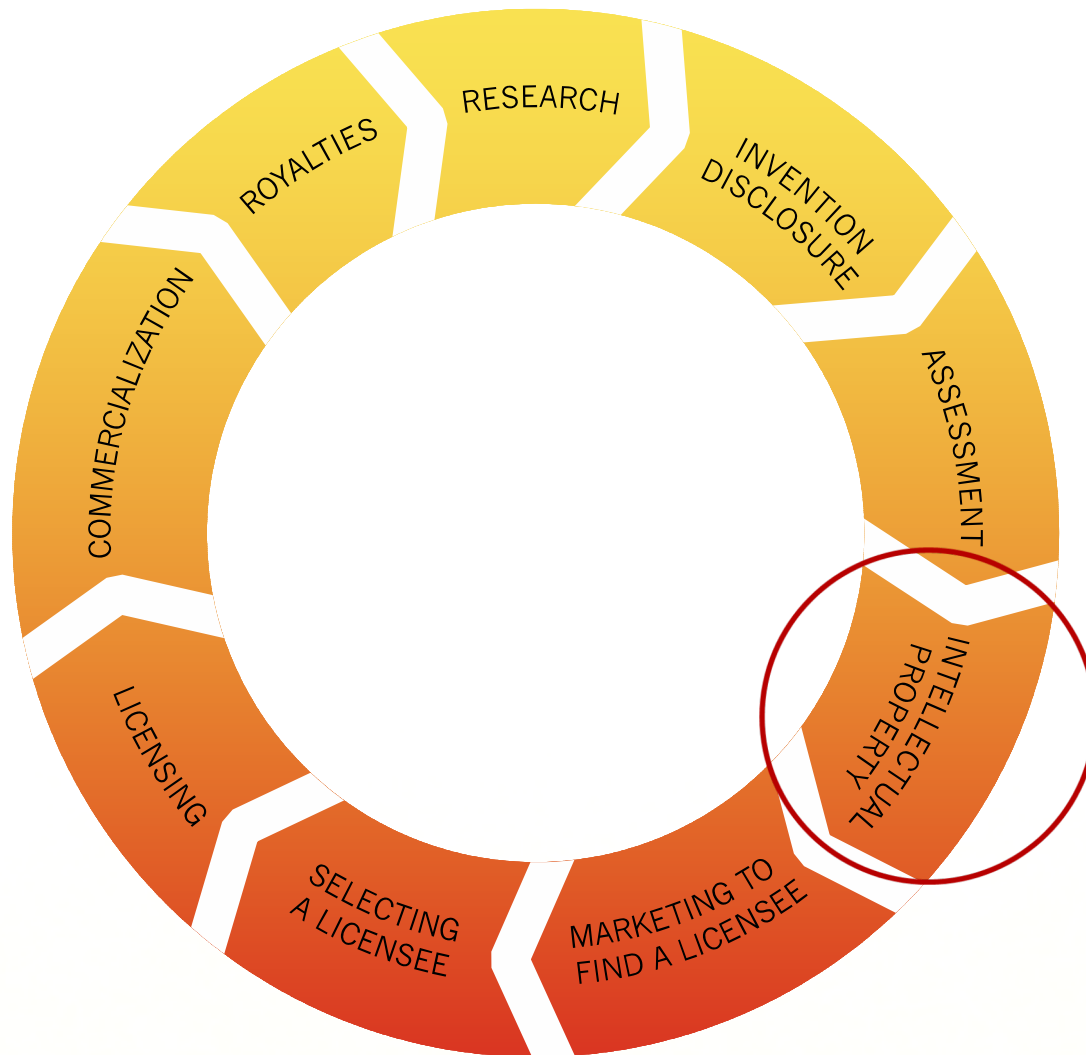 RESEARCH
INVENTION
DISCLOSURE
ASSESSMENT
INTELLECTUAL
PROPERTY
MARKETING TO
FIND A LICENSEE
SELECTING
A LICENSEE
LICENSING
COMMERCIALIZATION
ROYALTIES